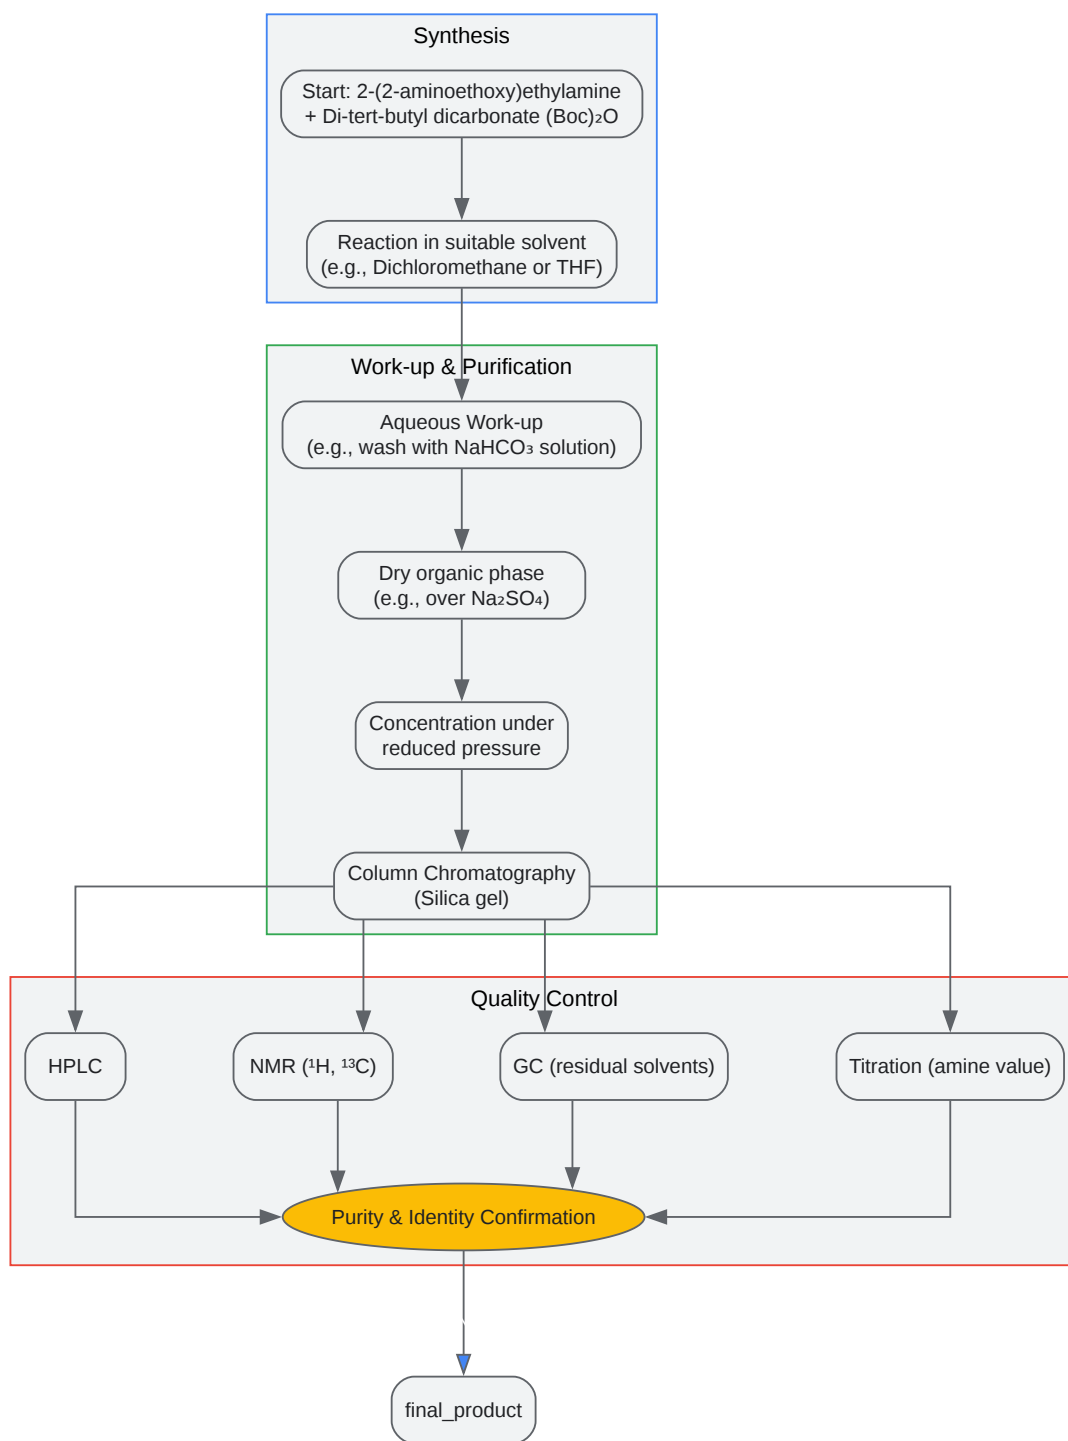 Synthesis
Start: 2-(2-aminoethoxy)ethylamine
+ Di-tert-butyl dicarbonate (Boc)₂O
Reaction in suitable solvent
(e.g., Dichloromethane or THF)
Work-up & Purification
Aqueous Work-up
(e.g., wash with NaHCO₃ solution)
Dry organic phase
(e.g., over Na₂SO₄)
Concentration under
reduced pressure
Column Chromatography
(Silica gel)
Quality Control
HPLC
NMR (¹H, ¹³C)
GC (residual solvents)
Titration (amine value)
Purity & Identity Confirmation
final_product